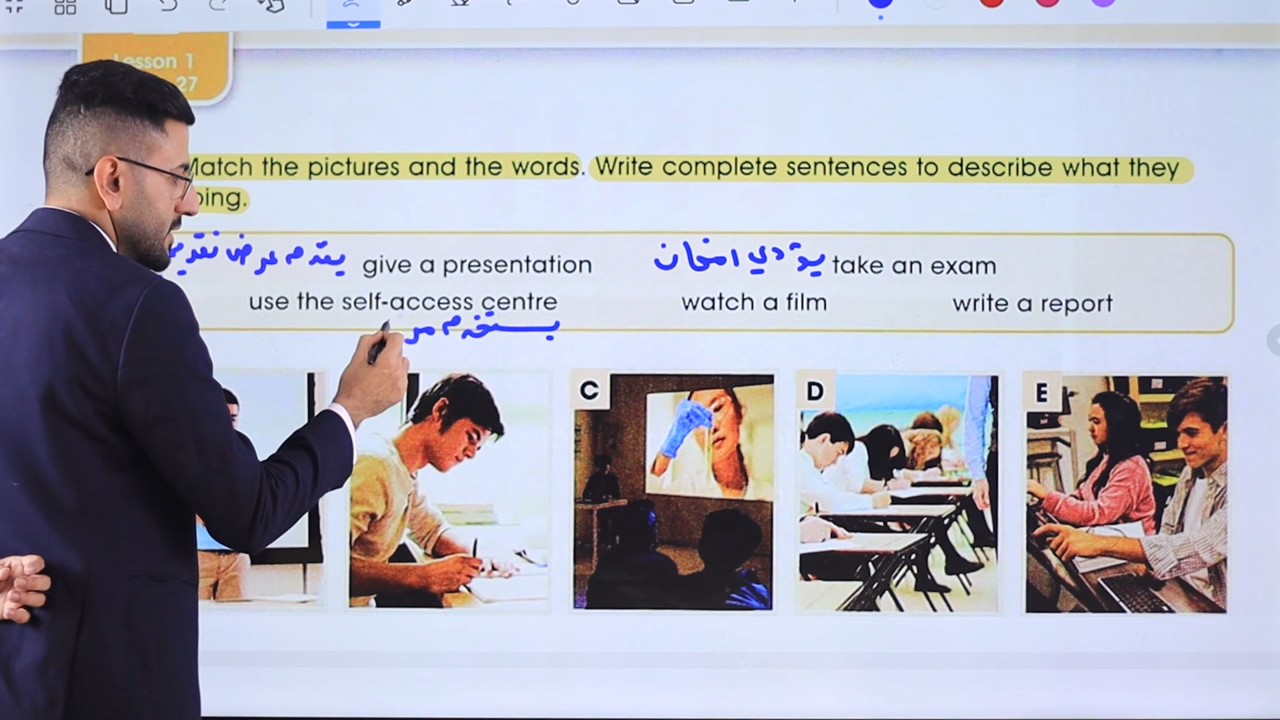 Lesson 1
27
Match the pictures and the words. Write complete sentences to describe what they
oing.
يقدم عرض تقديم give a presentation يؤدي امتحان take an exam
use the self-access centre watch a film write a report
يستخدم مر
C D E